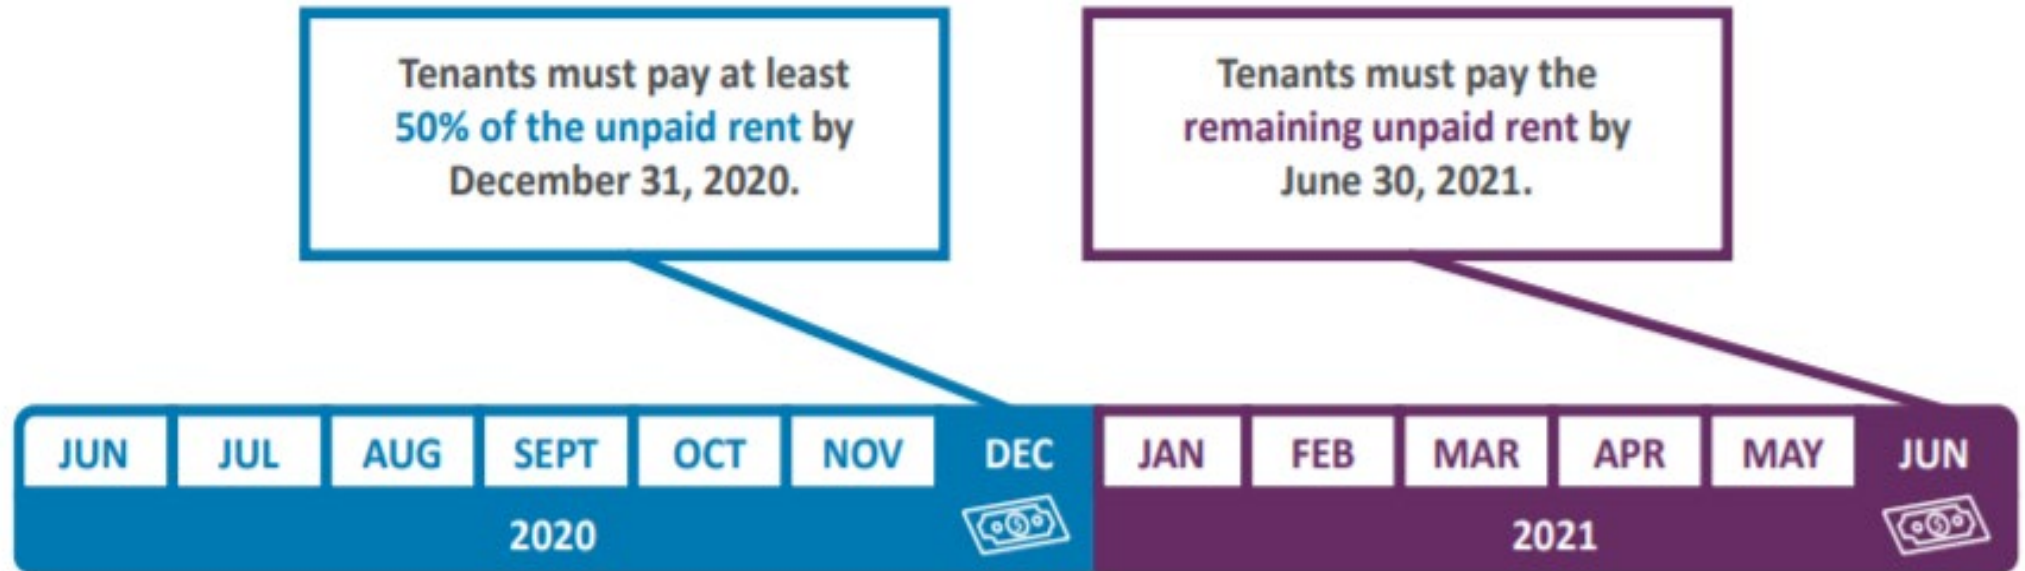 Tenants must pay at least
50% of the unpaid rent by
December 31, 2020.
Tenants must pay the
remaining unpaid rent by
June 30, 2021.
JUN JUL AUG SEPT OCT NOV DEC JAN FEB MAR APR MAY JUN
2020 2021